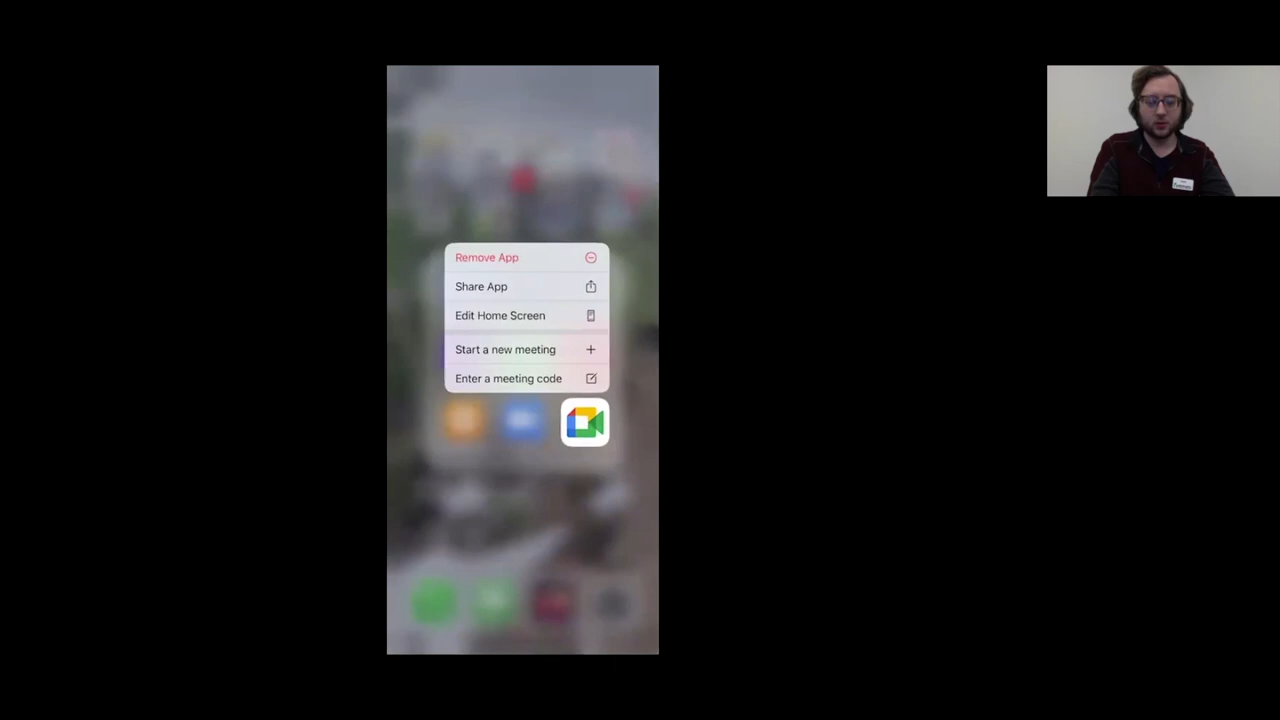 Remove App
Share App
Edit Home Screen
Start a new meeting
Enter a meeting code